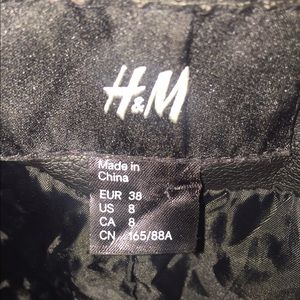 H&M
Made in
China
EUR 38
US 8
CA 8
CN 165/88A